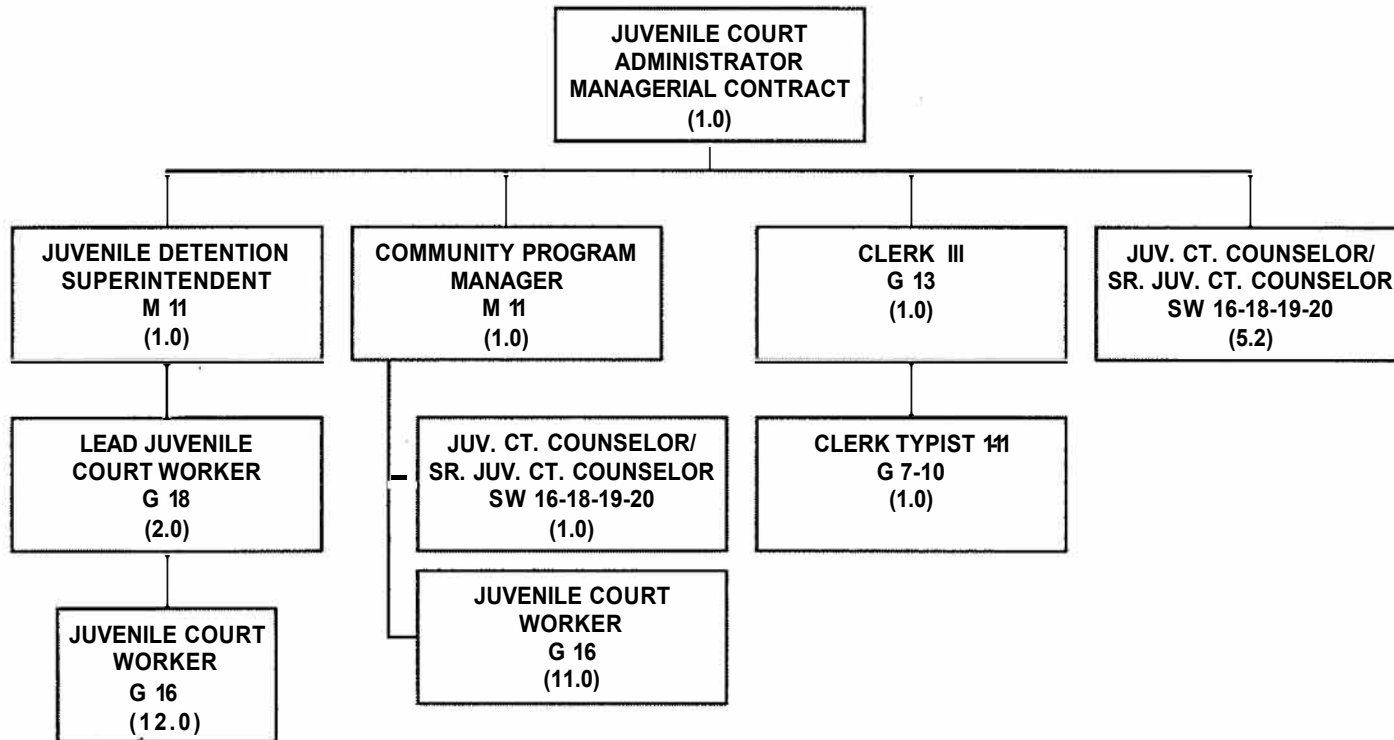 JUVENILE COURT
ADMINISTRATOR
MANAGERIAL CONTRACT
(1.0)
JUVENILE DETENTION
SUPERINTENDENT
M 11
(1.0)
COMMUNITY PROGRAM
MANAGER
M 11
(1.0)
CLERK III
G 13
(1.0)
JUV. CT. COUNSELOR/
SR. JUV. CT. COUNSELOR
SW 16-18-19-20
(5.2)
LEAD JUVENILE
COURT WORKER
G 18
(2.0)
JUV. CT. COUNSELOR/
SR. JUV. CT. COUNSELOR
SW 16-18-19-20
(1.0)
CLERK TYPIST 1-11
G 7-10
(1.0)
JUVENILE COURT
WORKER
G 16
(12.0)
JUVENILE COURT
WORKER
G 16
(11.0)